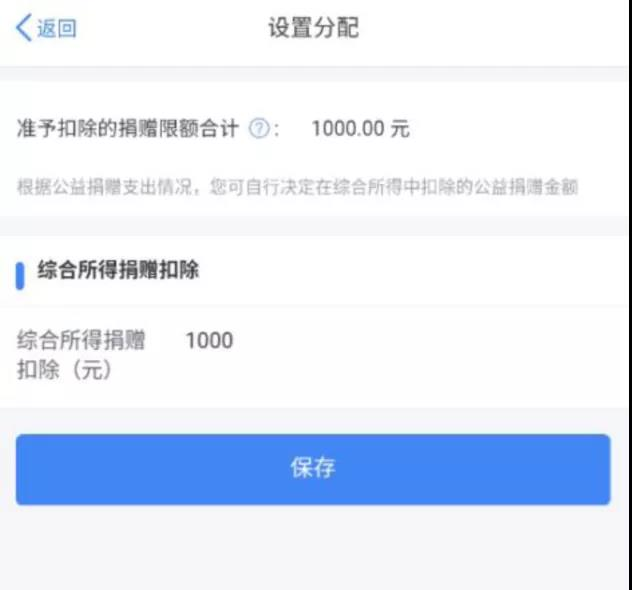 返回
设置分配
准予扣除的捐赠限额合计 ?： 1000.00 元
根据公益捐赠支出情况，您可自行决定在综合所得中扣除的公益捐赠金额
综合所得捐赠扣除
综合所得捐赠 1000
扣除（元）
保存